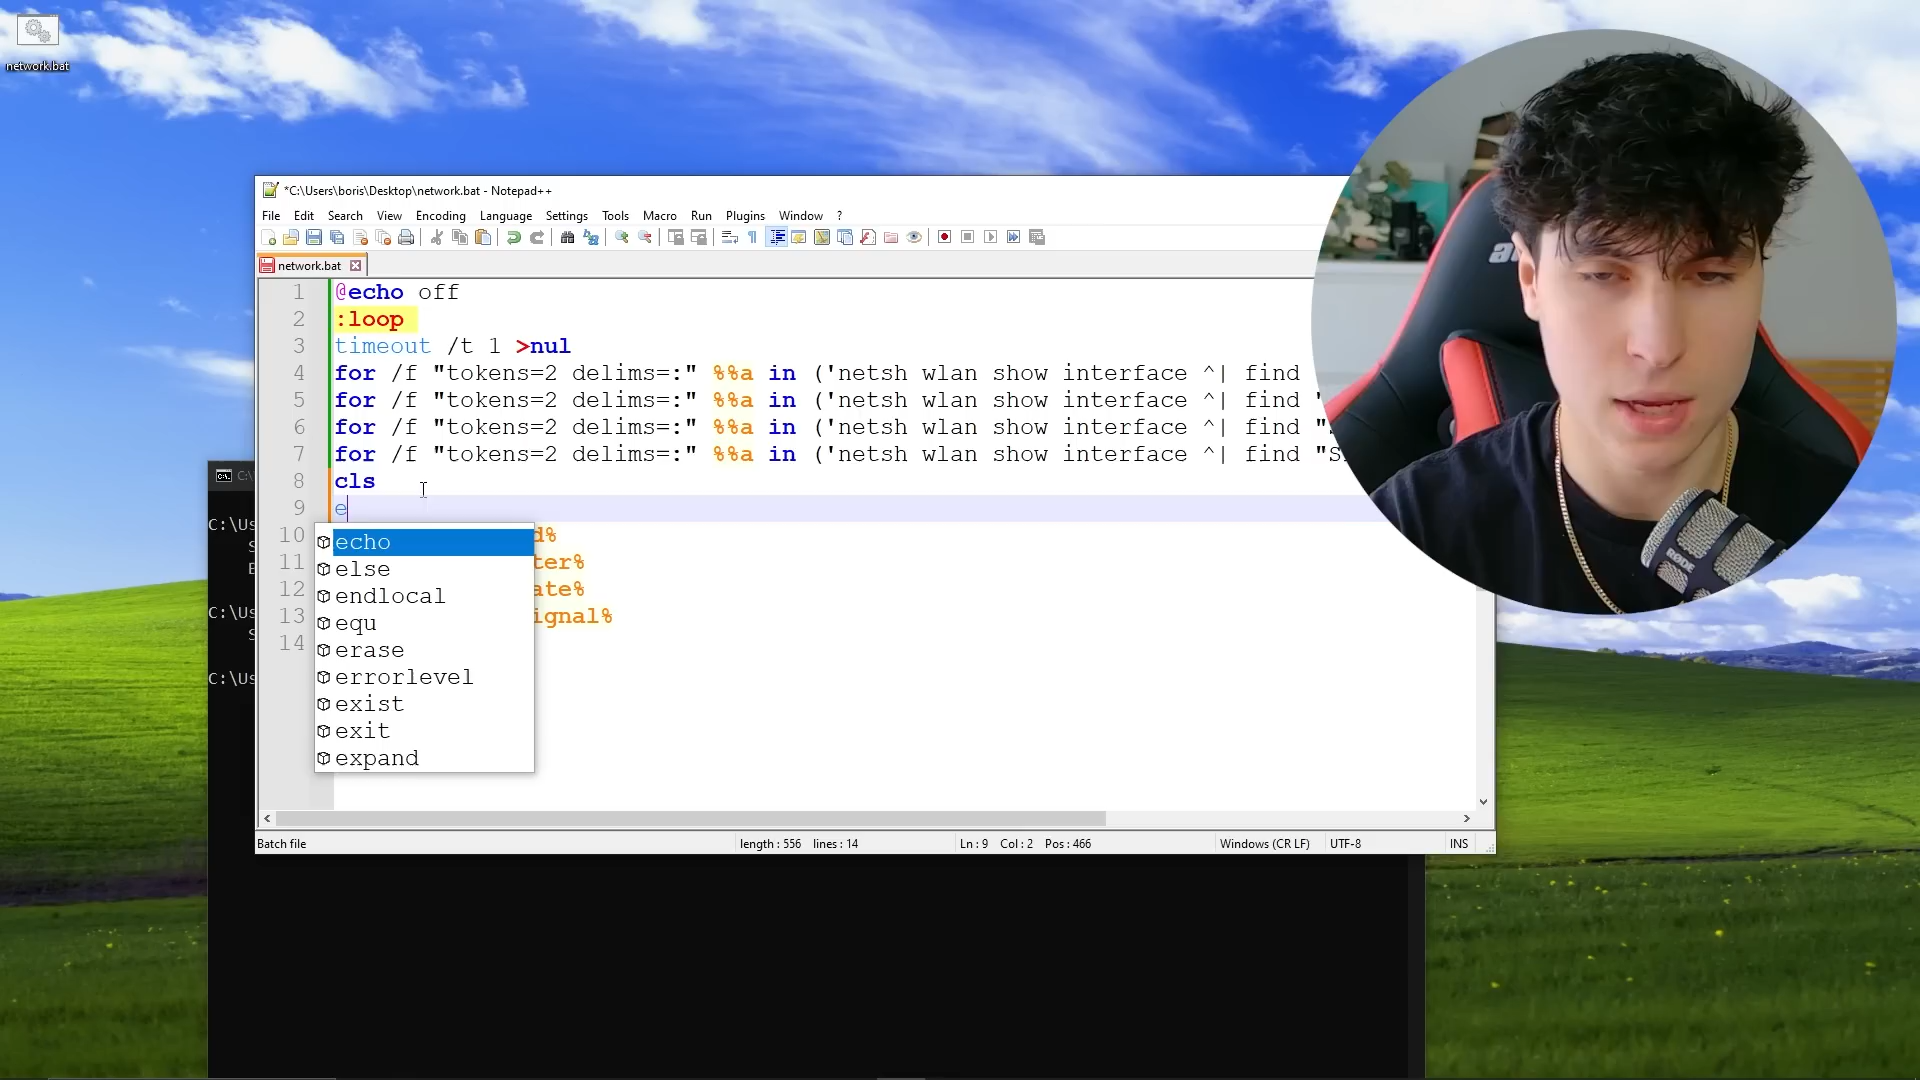 network.bat
*C:\Users\boris\Desktop\network.bat - Notepad++
File Edit Search View Encoding Language Settings Tools Macro Run Plugins Window ?
network.bat
1 @echo off
2 :loop
3 timeout /t 1 >nul
4 for /f "tokens=2 delims=:" %%a in ('netsh wlan show interface ^| find
5 for /f "tokens=2 delims=:" %%a in ('netsh wlan show interface ^| find "
6 for /f "tokens=2 delims=:" %%a in ('netsh wlan show interface ^| find "S
7 for /f "tokens=2 delims=:" %%a in ('netsh wlan show interface ^| find "S
8 cls
9 e
10 d%
11 ter%
12 ate%
13 ignal%
14
echo
else
endlocal
equ
erase
errorlevel
exist
exit
expand
C:\Us
C:\Us
C:\Us
Batch file length : 556 lines : 14 Ln : 9 Col : 2 Pos : 466 Windows (CR LF) UTF-8 INS
RODE